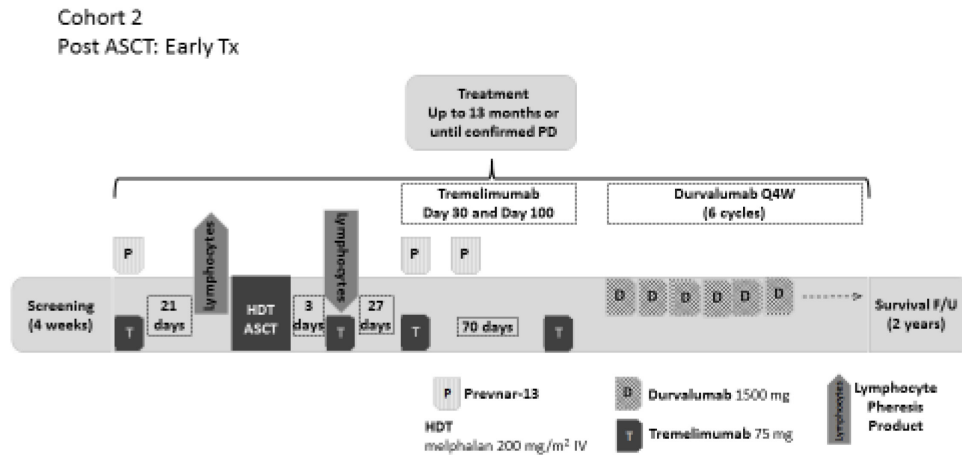 Cohort 2
Post ASCT: Early Tx
Treatment
Up to 13 months or
until confirmed PD
Tremelimumab
Day 30 and Day 100
Durvalumab Q4W
(6 cycles)
P
Lymphocytes
Lymphocytes
P
P
Screening
(4 weeks)
T
21
days
HDT
ASCT
3
days
T
27
days
T
70 days
T
D
D
D
D
D
D
Survival F/U
(2 years)
P
Prevnar-13
HDT
melphalan 200 mg/m² IV
D
Durvalumab 1500 mg
T
Tremelimumab 75 mg
Lymphocytes
Lymphocyte
Pheresis
Product